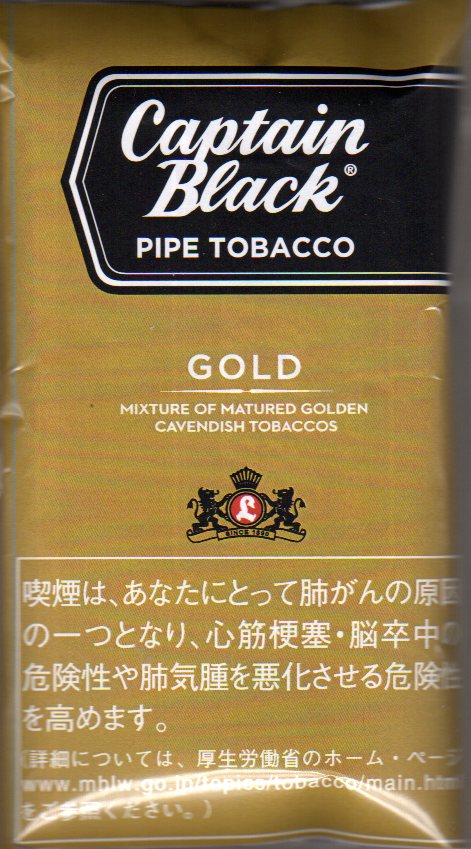 Captain
Black®
PIPE TOBACCO
GOLD
MIXTURE OF MATURED GOLDEN
CAVENDISH TOBACCOS
SINCE
喫煙は、あなたにとって肺がんの原因
の一つとなり、心筋梗塞・脳卒中の
危険性や肺気腫を悪化させる危険性
を高めます。
(詳細については、厚生労働省のホーム・ページ
www.mhlw.go.jp/topics/tobacco/main.html
をご参照ください。)